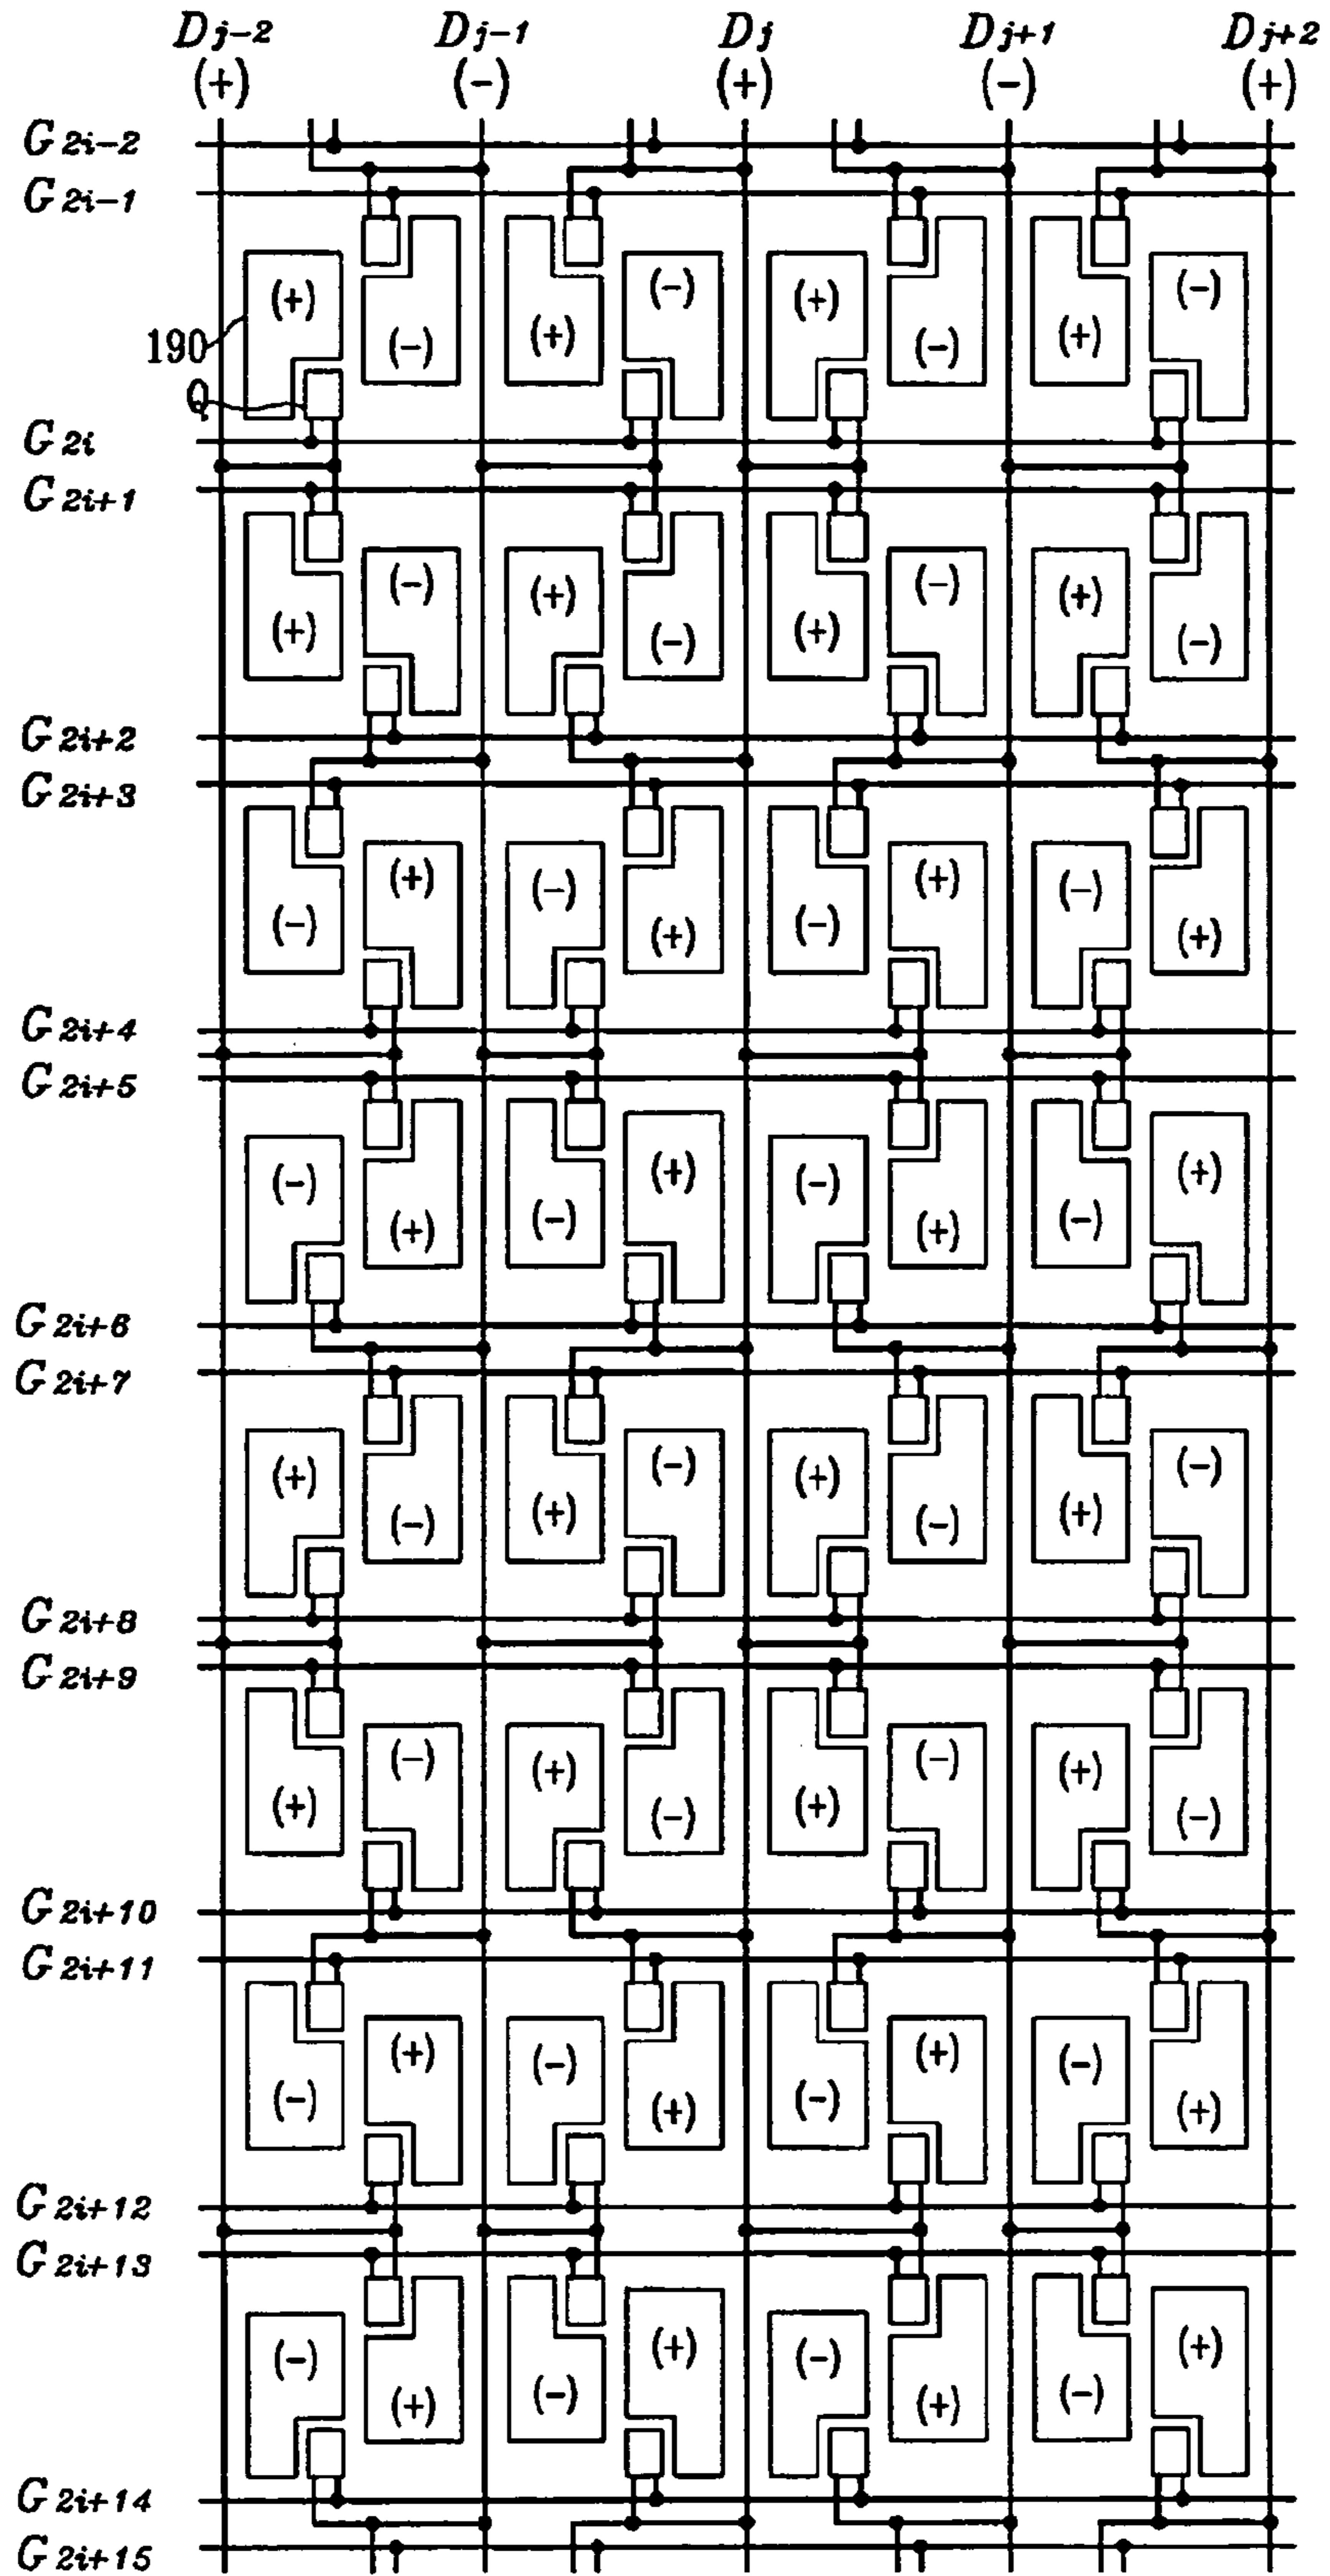 Dj-2 Dj-1 Dj Dj+1 Dj+2
(+) (-) (+) (-) (+)
G2i-2
G2i-1
(+) (-) (+) (-) (+) (-) (+) (-)
190
Q
G2i
G2i+1
(+) (-) (+) (-) (+) (-) (+) (-)
G2i+2
G2i+3
(-) (+) (-) (+) (-) (+) (-) (+)
G2i+4
G2i+5
(-) (+) (-) (+) (-) (+) (-) (+)
G2i+6
G2i+7
(+) (-) (+) (-) (+) (-) (+) (-)
G2i+8
G2i+9
(+) (-) (+) (-) (+) (-) (+) (-)
G2i+10
G2i+11
(-) (+) (-) (+) (-) (+) (-) (+)
G2i+12
G2i+13
(-) (+) (-) (+) (-) (+) (-) (+)
G2i+14
G2i+15